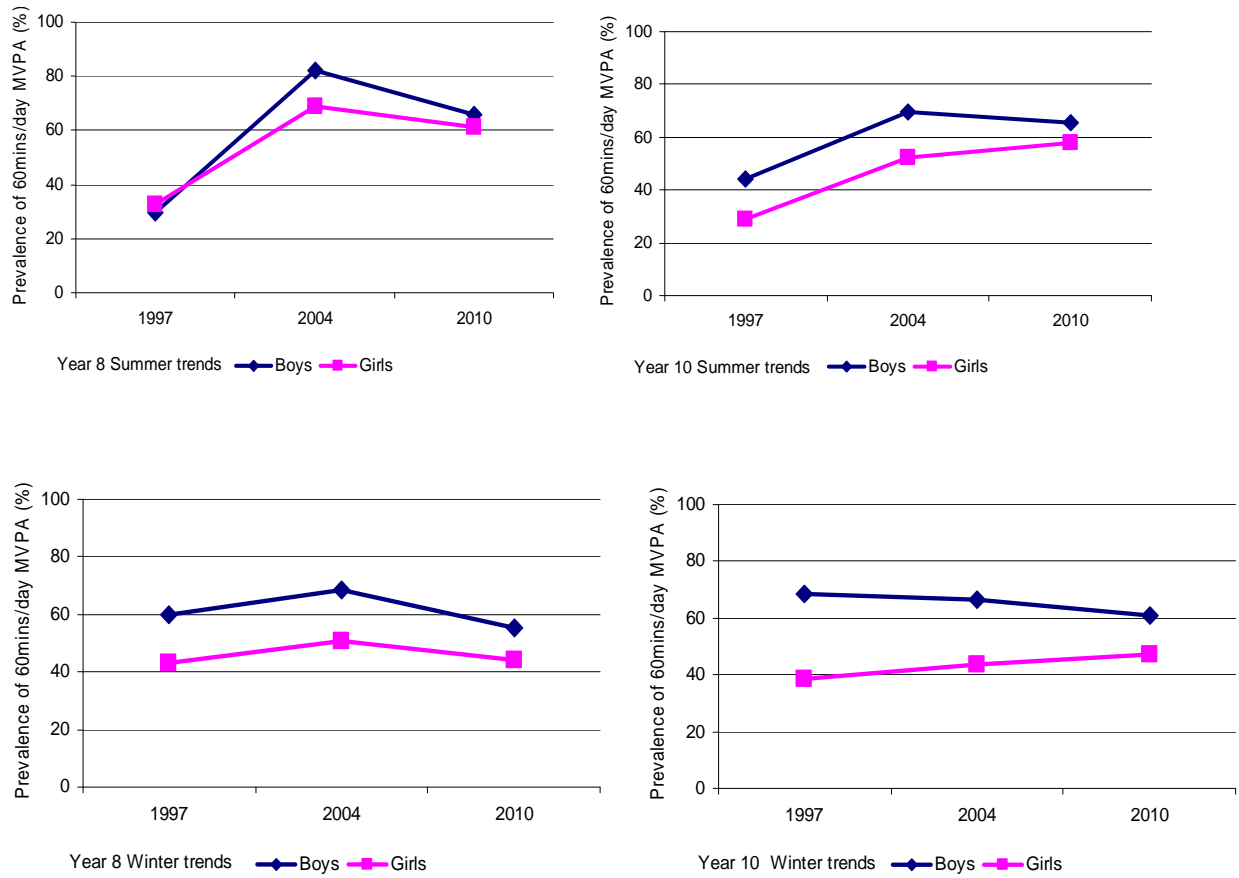 Prevalence of 60mins/day MVPA (%)
100
80
60
40
20
0
1997 2004 2010
Year 8 Summer trends Boys Girls
Prevalence of 60mins/day MVPA (%)
100
80
60
40
20
0
1997 2004 2010
Year 10 Summer trends Boys Girls
Prevalence of 60mins/day MVPA (%)
100
80
60
40
20
0
1997 2004 2010
Year 8 Winter trends Boys Girls
Prevalence of 60mins/day MVPA (%)
100
80
60
40
20
0
1997 2004 2010
Year 10 Winter trends Boys Girls